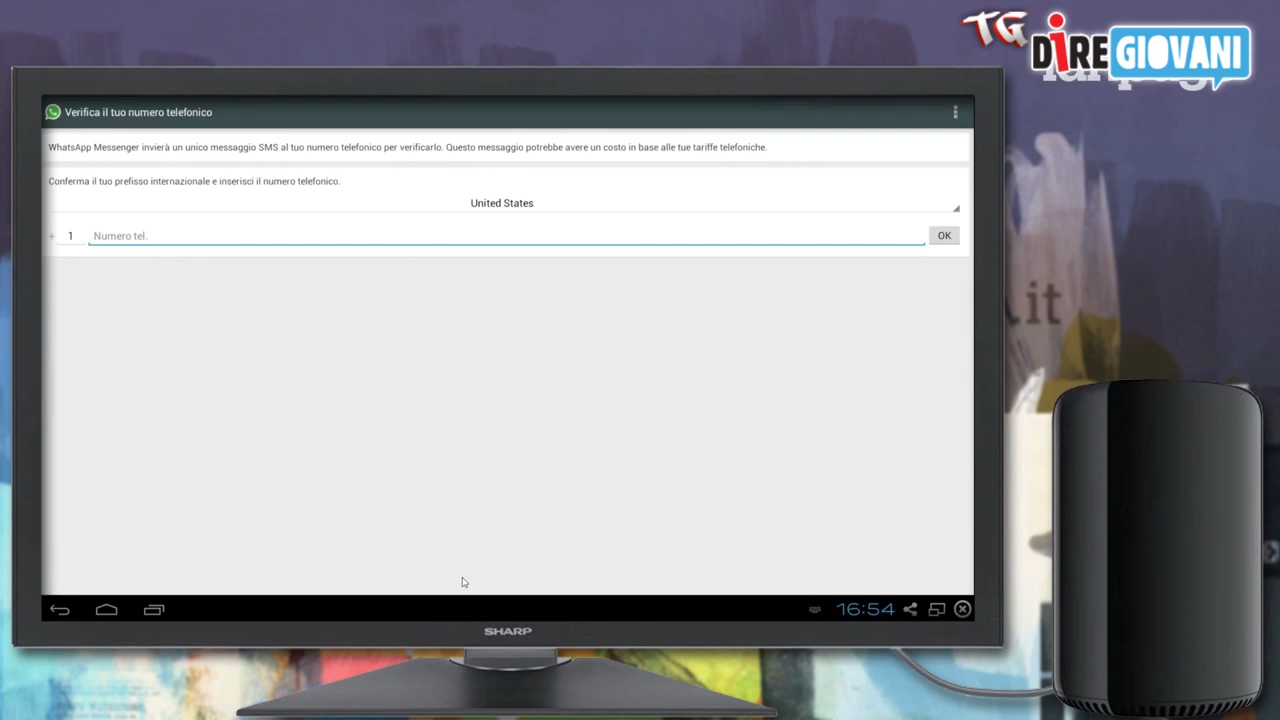 TG
DIRE GIOVANI
Verifica il tuo numero telefonico
WhatsApp Messenger invierà un unico messaggio SMS al tuo numero telefonico per verificarlo. Questo messaggio potrebbe avere un costo in base alle tue tariffe telefoniche.
Conferma il tuo prefisso internazionale e inserisci il numero telefonico.
United States
+ 1 Numero tel. OK
.it
16:54
SHARP